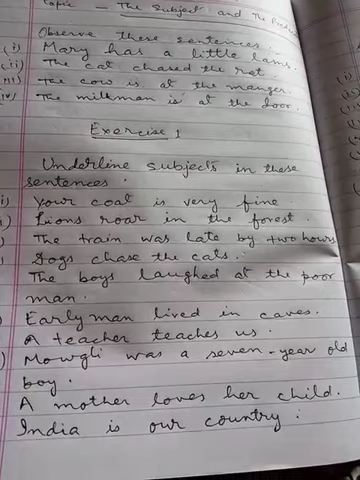 Topic - The Subject and The Predica
Observe these sentences.
(i) Mary has a little lamb.
(ii) The cat chased the rat.
(iii) The cow is at the manger.
(iv) The milkman is at the door.
Exercise 1
Underline subjects in these
sentences.
i) Your coat is very fine.
Lions roar in the forest.
The train was late by two hours
Dogs chase the cats.
The boys laughed at the poor
man.
Early man lived in caves.
A teacher teaches us.
Mowgli was a seven-year old
boy.
A mother loves her child.
India is our country.